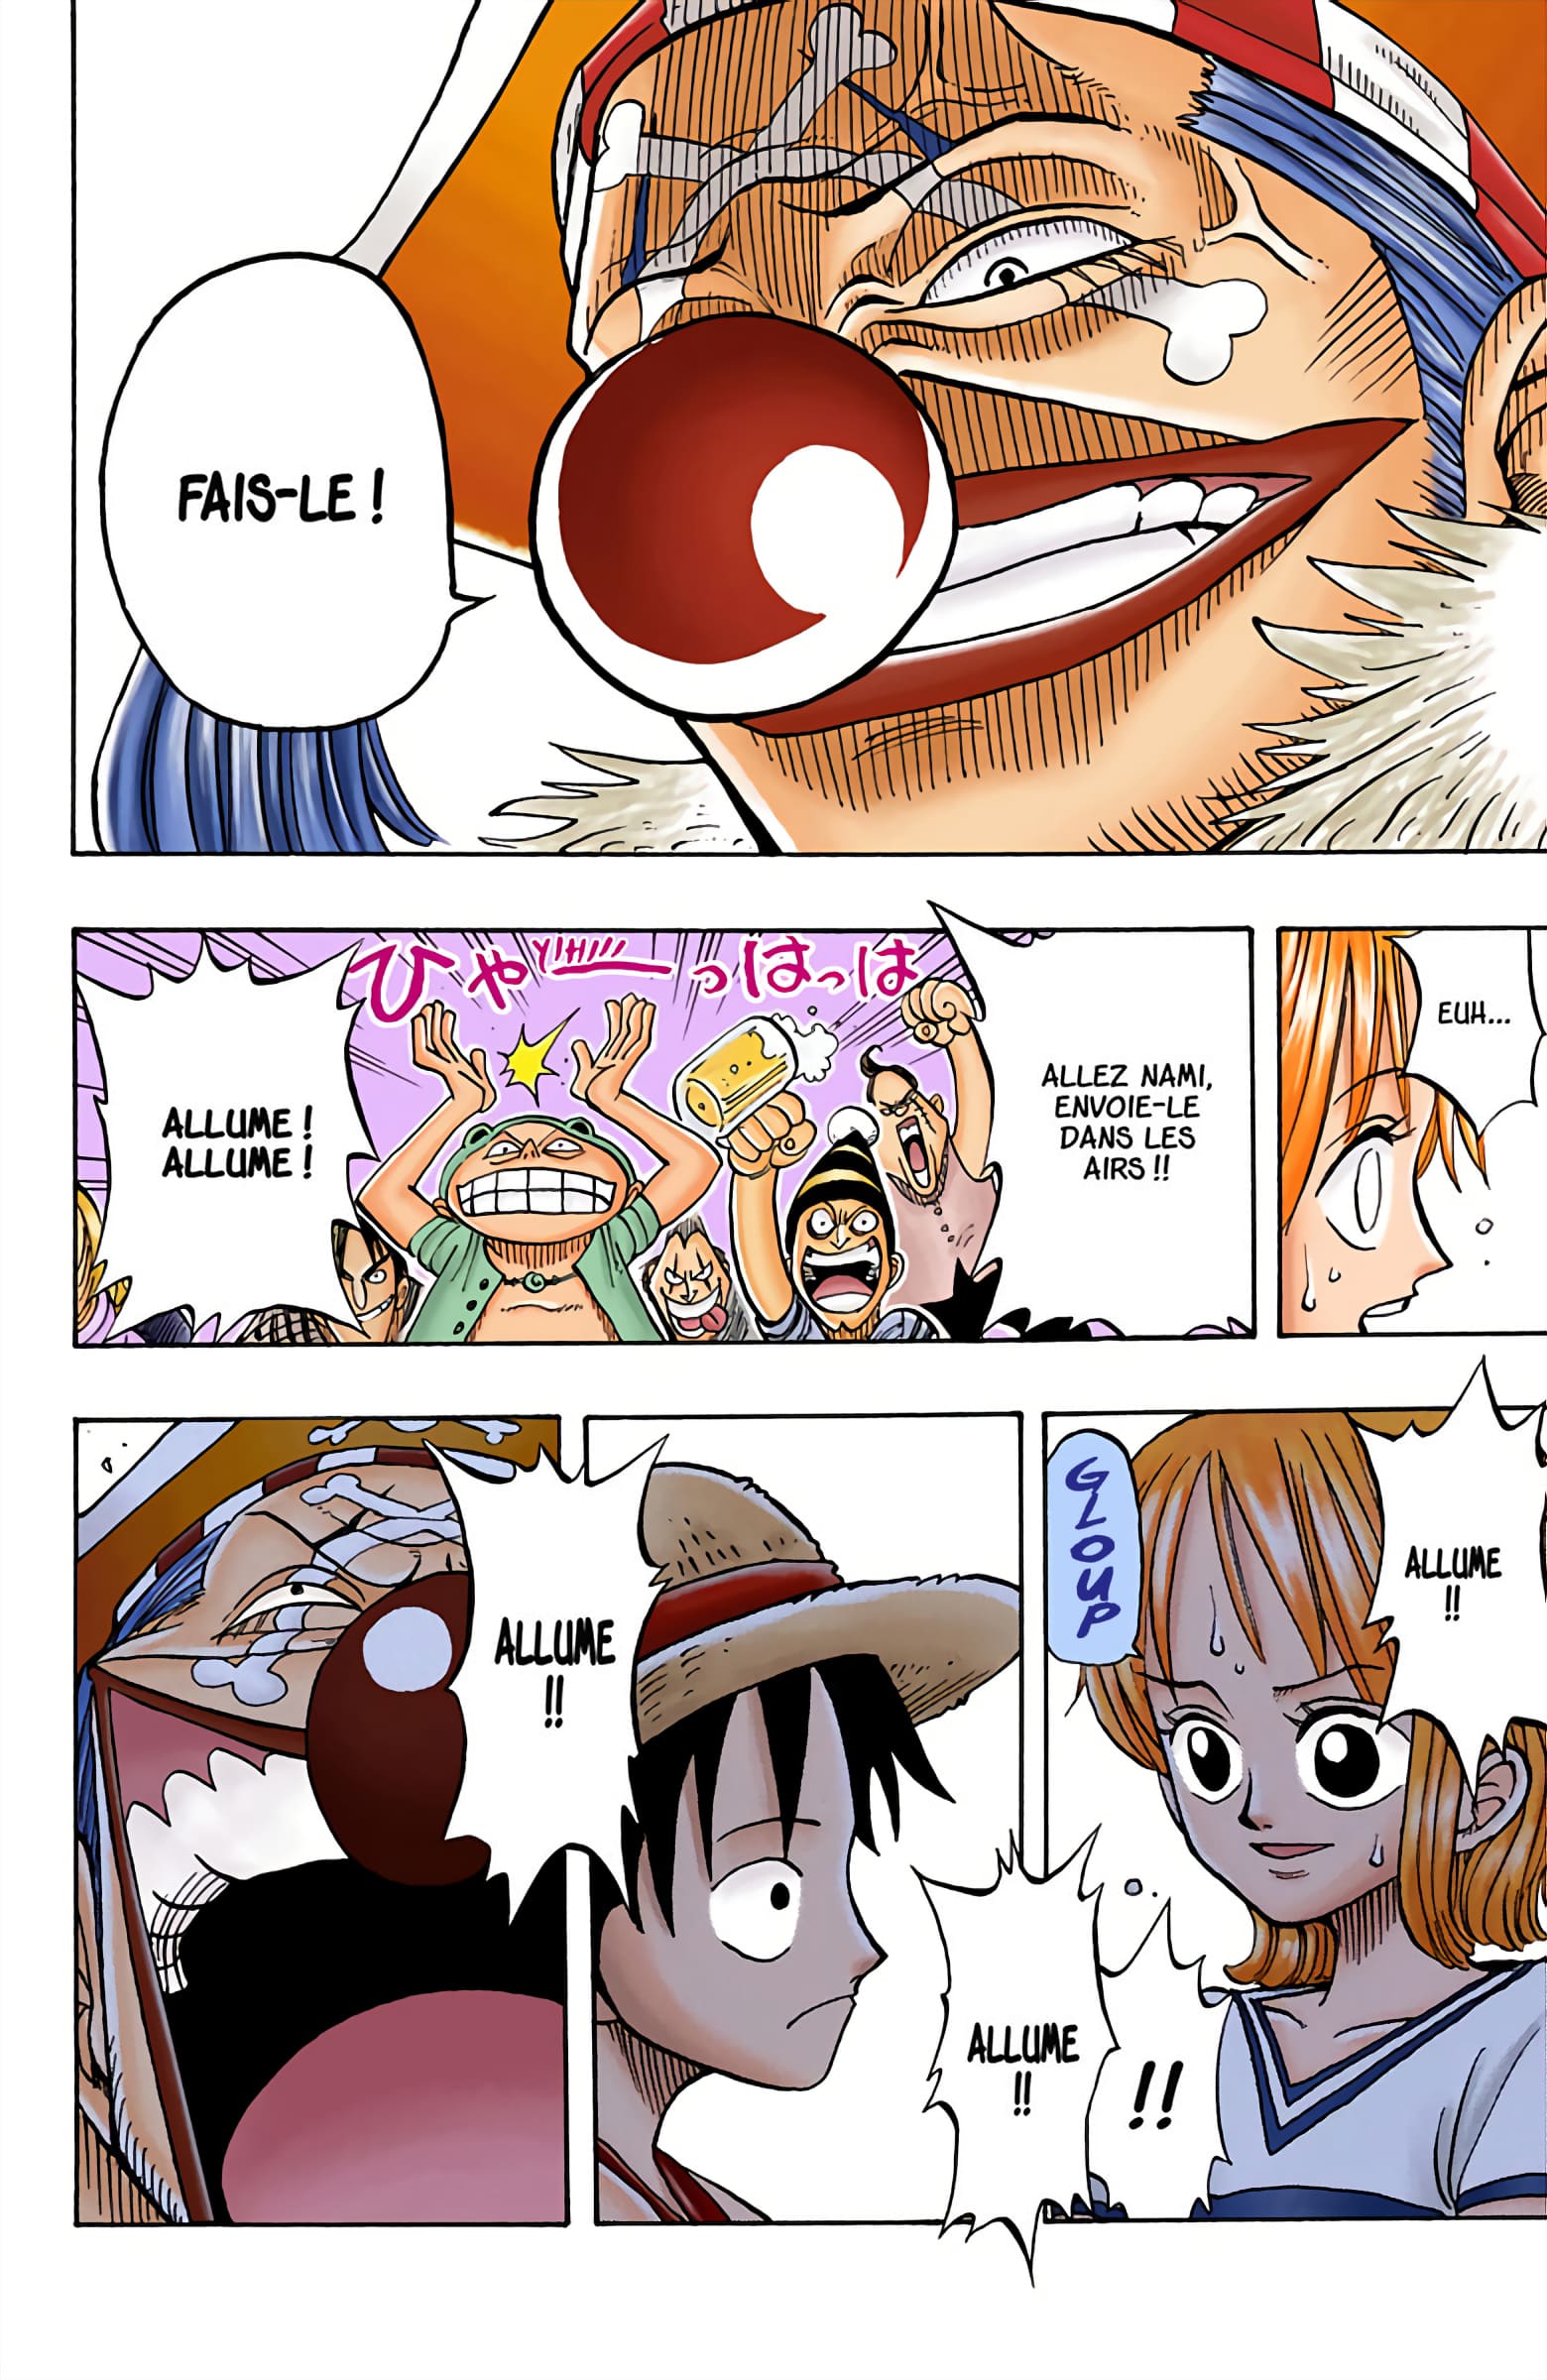 FAIS-LE !
EUH...
ALLEZ NAMI,
ENVOIE-LE
DANS LES
AIRS !!
ひゃーっはっは
YIHIII
ALLUME !
ALLUME !
ALLUME
!!
GLOUP
!!
ALLUME
!!
ALLUME
!!